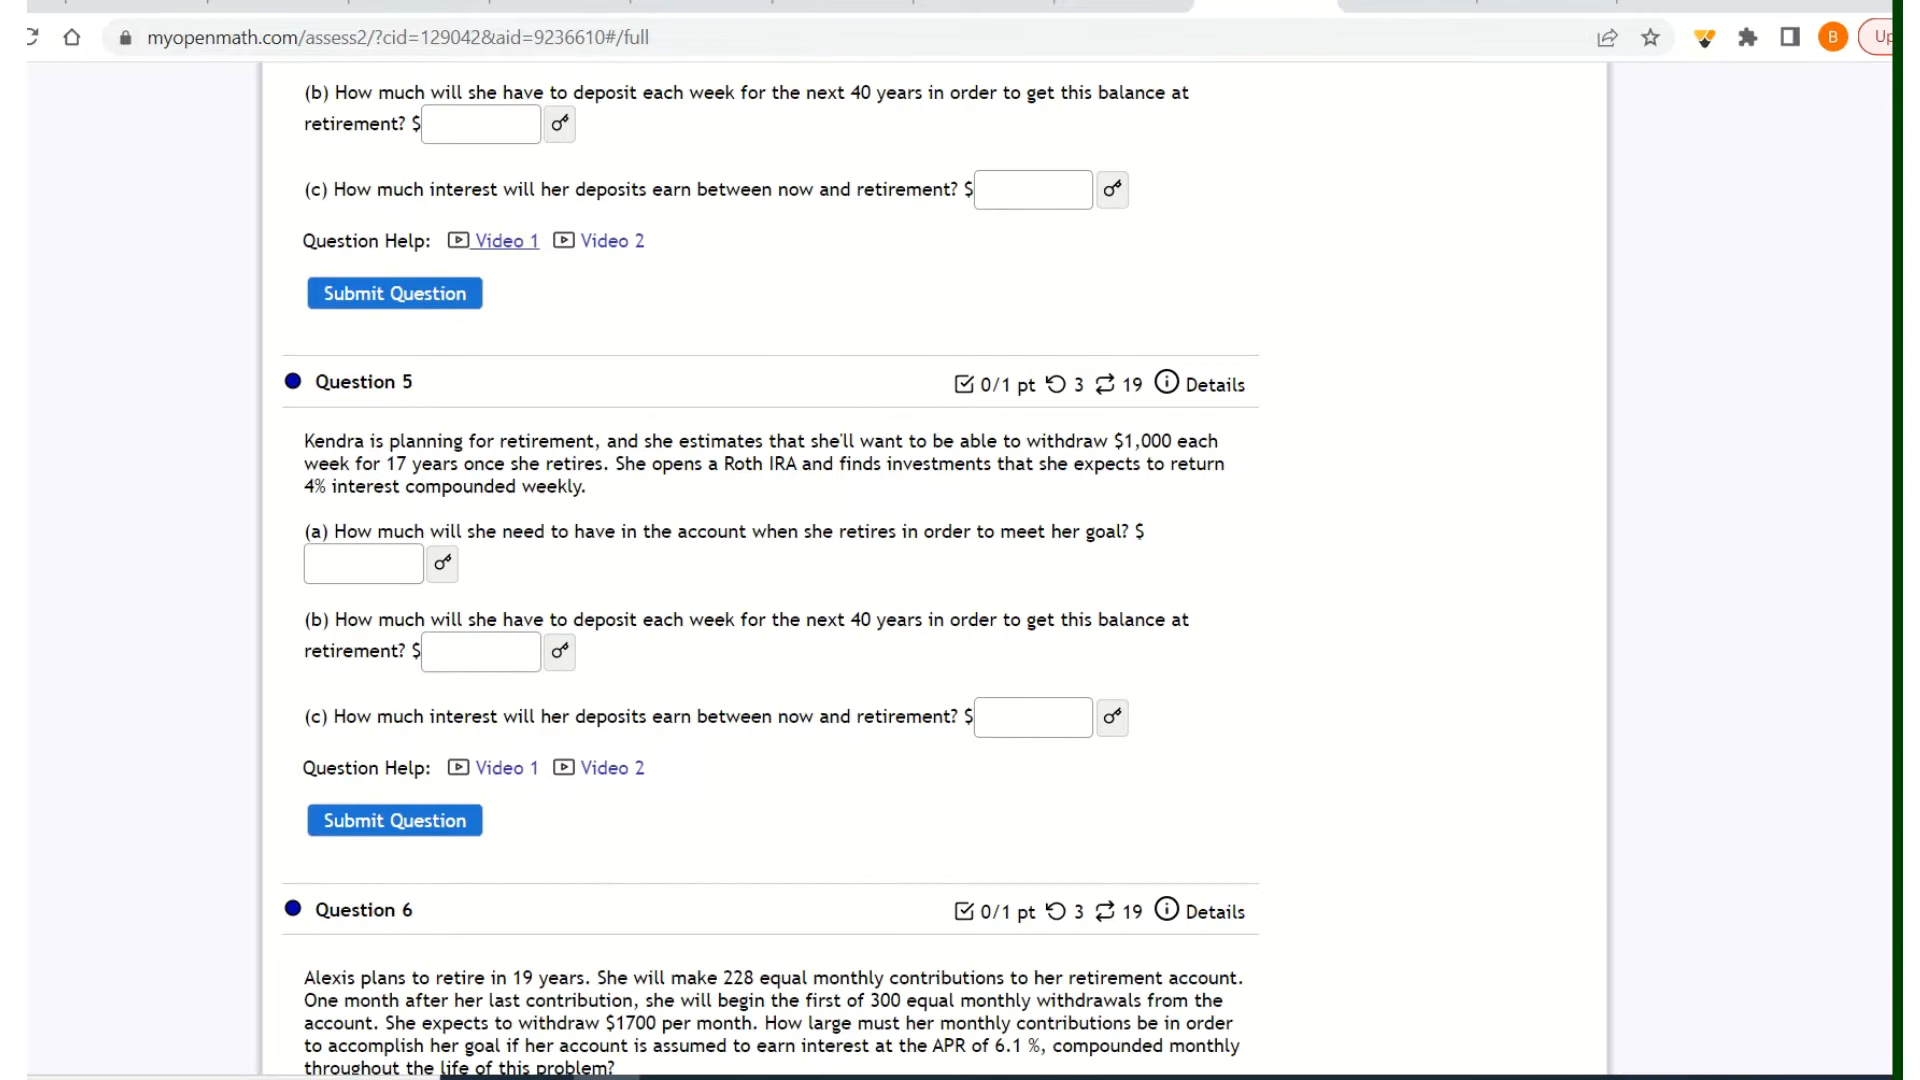 myopenmath.com/assess2/?cid=129042&aid=9236610#/full
B
Up
(b) How much will she have to deposit each week for the next 40 years in order to get this balance at
retirement? $
(c) How much interest will her deposits earn between now and retirement? $
Question Help: Video 1 Video 2
Submit Question
Question 5
0/1 pt 3 19 Details
Kendra is planning for retirement, and she estimates that she'll want to be able to withdraw $1,000 each
week for 17 years once she retires. She opens a Roth IRA and finds investments that she expects to return
4% interest compounded weekly.
(a) How much will she need to have in the account when she retires in order to meet her goal? $
(b) How much will she have to deposit each week for the next 40 years in order to get this balance at
retirement? $
(c) How much interest will her deposits earn between now and retirement? $
Question Help: Video 1 Video 2
Submit Question
Question 6
0/1 pt 3 19 Details
Alexis plans to retire in 19 years. She will make 228 equal monthly contributions to her retirement account.
One month after her last contribution, she will begin the first of 300 equal monthly withdrawals from the
account. She expects to withdraw $1700 per month. How large must her monthly contributions be in order
to accomplish her goal if her account is assumed to earn interest at the APR of 6.1 %, compounded monthly
throughout the life of this problem?